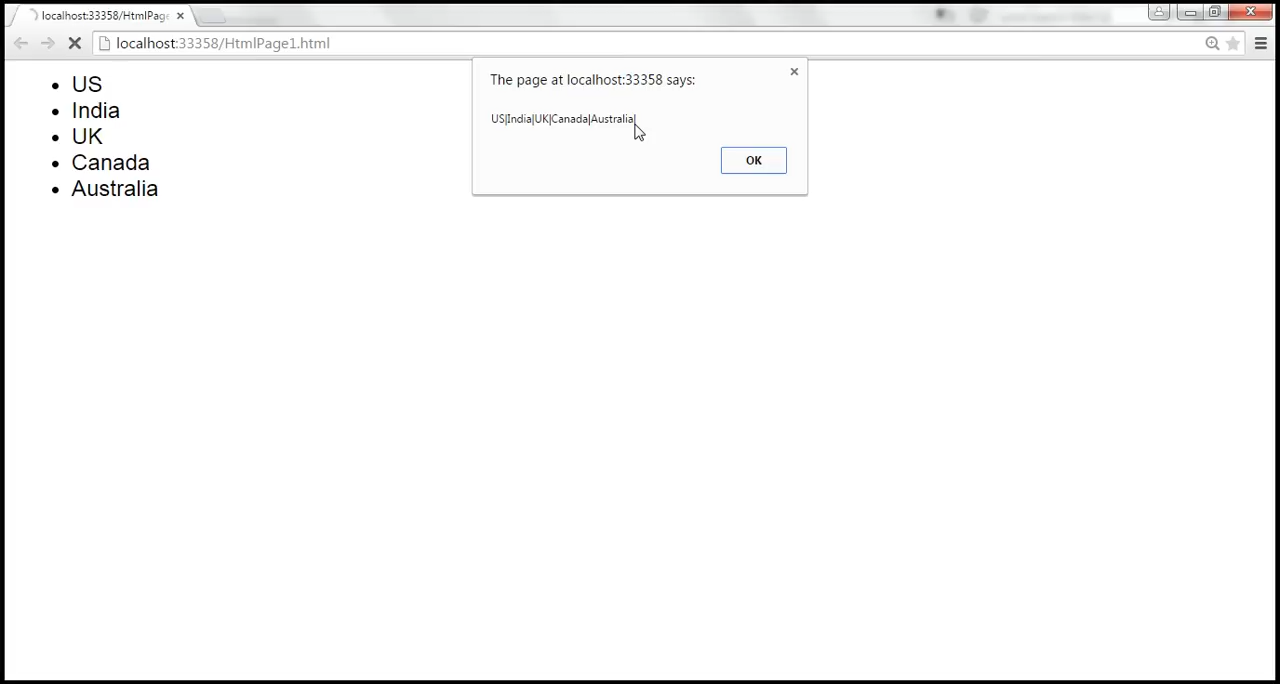 localhost:33358/HtmlPag
localhost:33358/HtmlPage1.html
US
India
UK
Canada
Australia
The page at localhost:33358 says:
US|India|UK|Canada|Australia|
OK